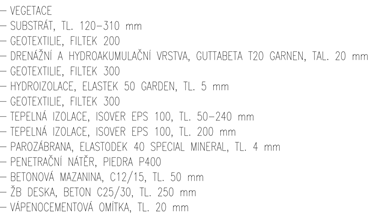 – VEGETACE
– SUBSTRÁT, TL. 120–310 mm
– GEOTEXTILIE, FILTEK 200
– DRENÁŽNÍ A HYDROAKUMULAČNÍ VRSTVA, GUTTABETA T20 GARNEN, TAL. 20 mm
– GEOTEXTILIE, FILTEK 300
– HYDROIZOLACE, ELASTEK 50 GARDEN, TL. 5 mm
– GEOTEXTILIE, FILTEK 300
– TEPELNÁ IZOLACE, ISOVER EPS 100, TL. 50–240 mm
– TEPELNÁ IZOLACE, ISOVER EPS 100, TL. 200 mm
– PAROZÁBRANA, ELASTODEK 40 SPECIAL MINERAL, TL. 4 mm
– PENETRAČNÍ NÁTĚR, PIEDRA P400
– BETONOVÁ MAZANINA, C12/15, TL. 50 mm
– ŽB DESKA, BETON C25/30, TL. 250 mm
– VÁPENOCEMENTOVÁ OMÍTKA, TL. 20 mm